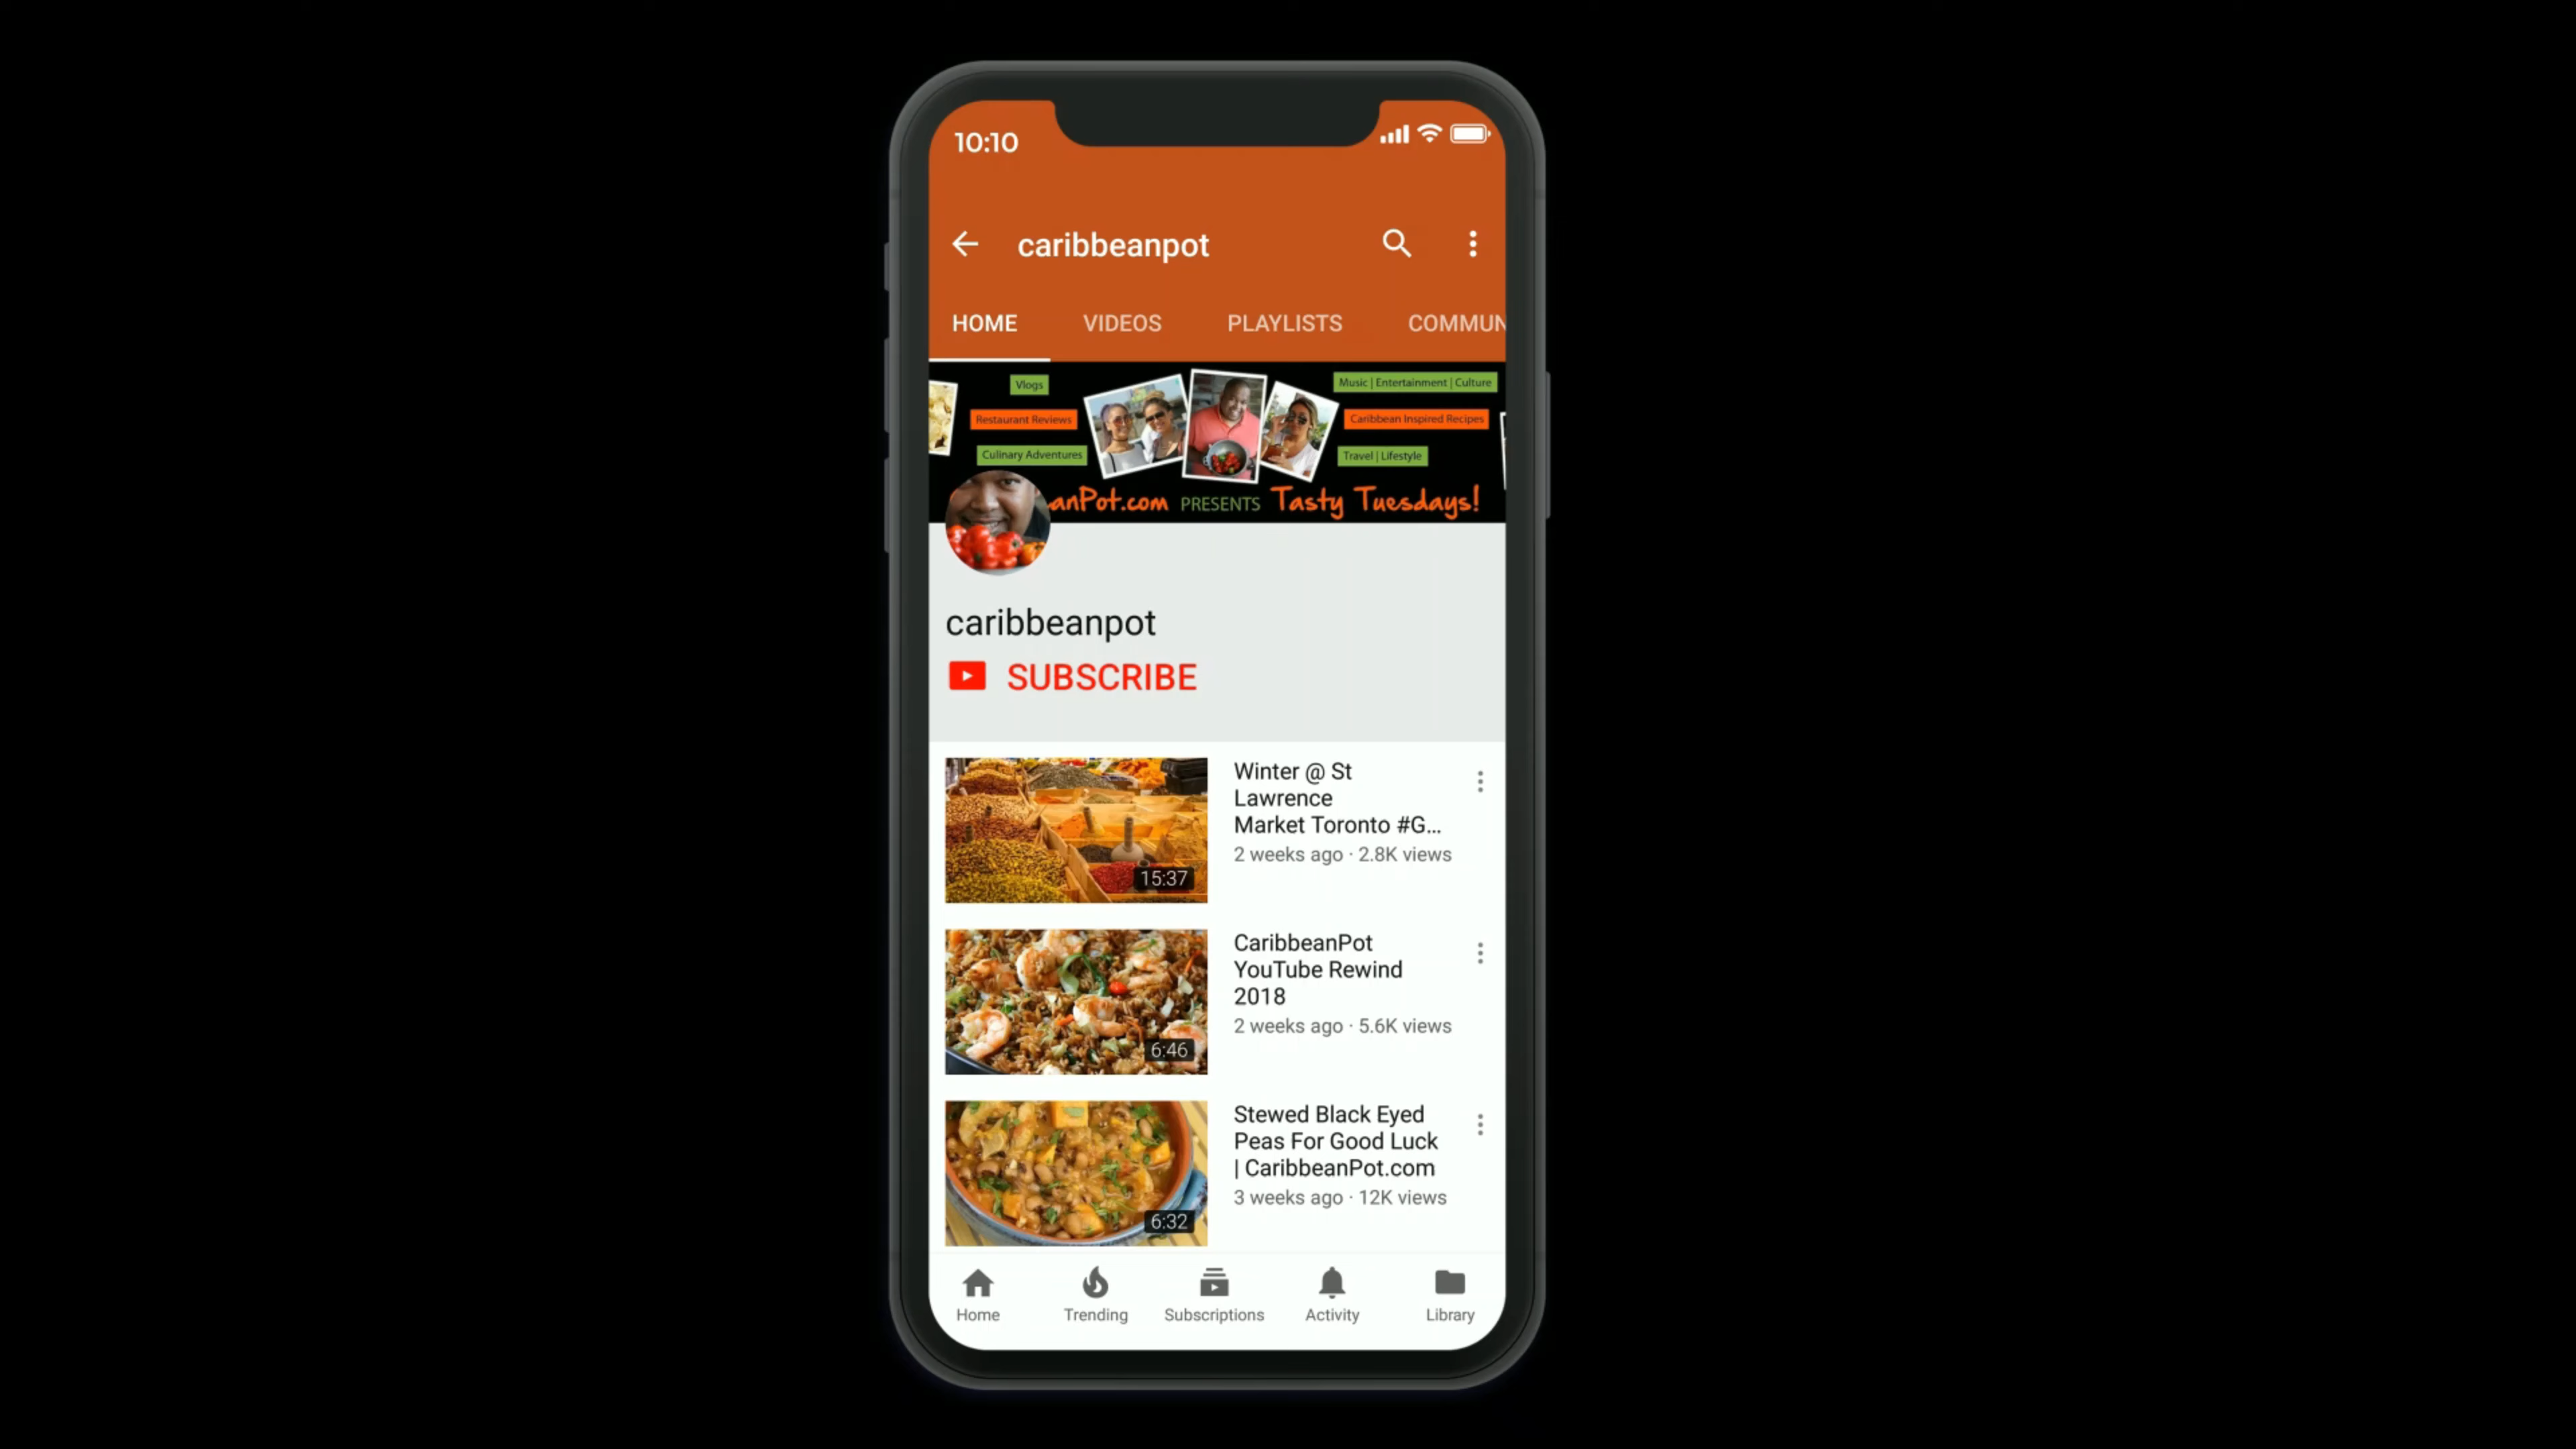 10:10
caribbeanpot
HOME VIDEOS PLAYLISTS COMMUN
Vlogs
Restaurant Reviews
Culinary Adventures
Music | Entertainment | Culture
Caribbean Inspired Recipes
Travel | Lifestyle
anPot.com PRESENTS Tasty Tuesdays!
caribbeanpot
SUBSCRIBE
Winter @ St
Lawrence
Market Toronto #G...
2 weeks ago · 2.8K views
15:37
CaribbeanPot
YouTube Rewind
2018
2 weeks ago · 5.6K views
6:46
Stewed Black Eyed
Peas For Good Luck
| CaribbeanPot.com
3 weeks ago · 12K views
6:32
Home Trending Subscriptions Activity Library